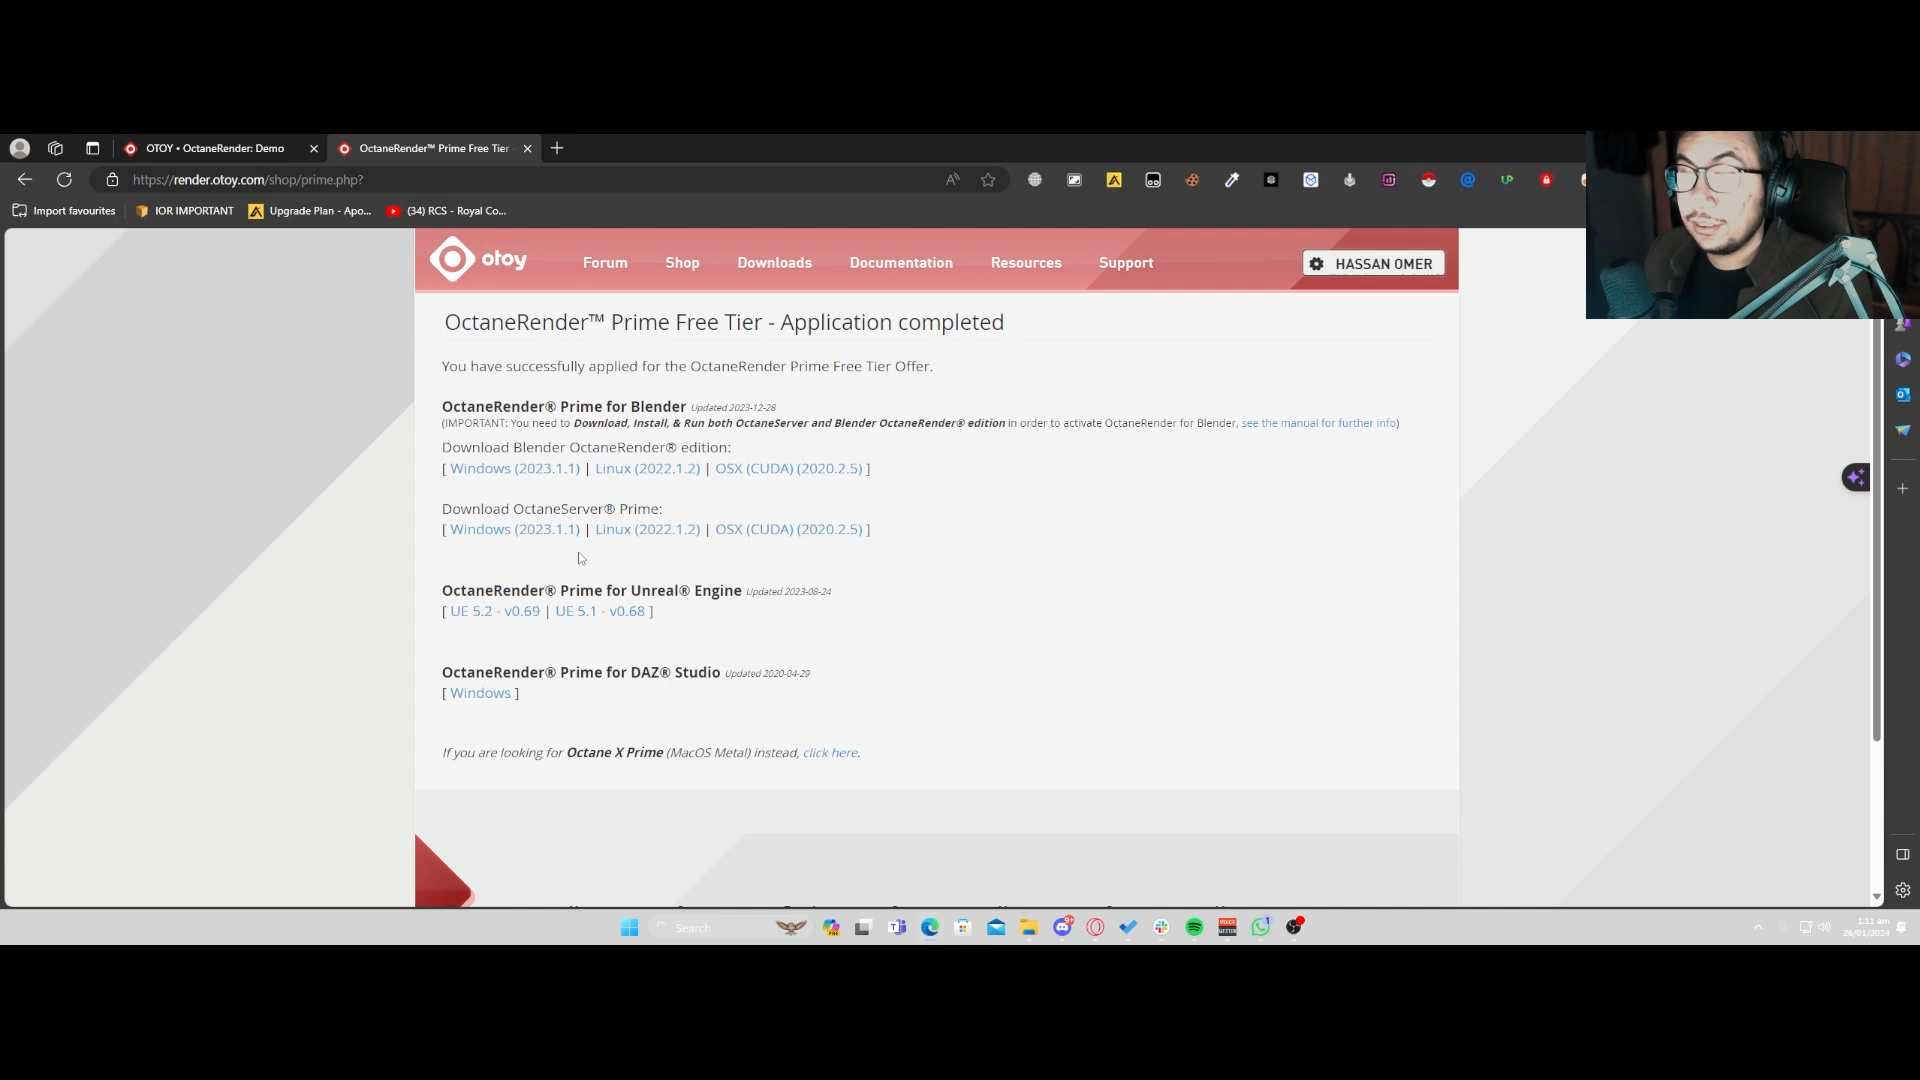 OTOY • OctaneRender: Demo
OctaneRender™ Prime Free Tier
https://render.otoy.com/shop/prime.php?
Import favourites
IOR IMPORTANT
Upgrade Plan - Apo...
(34) RCS - Royal Co...
otoy
Forum
Shop
Downloads
Documentation
Resources
Support
HASSAN OMER
OctaneRender™ Prime Free Tier - Application completed
You have successfully applied for the OctaneRender Prime Free Tier Offer.
OctaneRender® Prime for Blender Updated 2023-12-28
(IMPORTANT: You need to Download, Install, & Run both OctaneServer and Blender OctaneRender® edition in order to activate OctaneRender for Blender, see the manual for further info)
Download Blender OctaneRender® edition:
[ Windows (2023.1.1) | Linux (2022.1.2) | OSX (CUDA) (2020.2.5) ]
Download OctaneServer® Prime:
[ Windows (2023.1.1) | Linux (2022.1.2) | OSX (CUDA) (2020.2.5) ]
OctaneRender® Prime for Unreal® Engine Updated 2023-08-24
[ UE 5.2 - v0.69 | UE 5.1 - v0.68 ]
OctaneRender® Prime for DAZ® Studio Updated 2020-04-29
[ Windows ]
If you are looking for Octane X Prime (MacOS Metal) instead, click here.
Search
1:11 am
26/01/2024